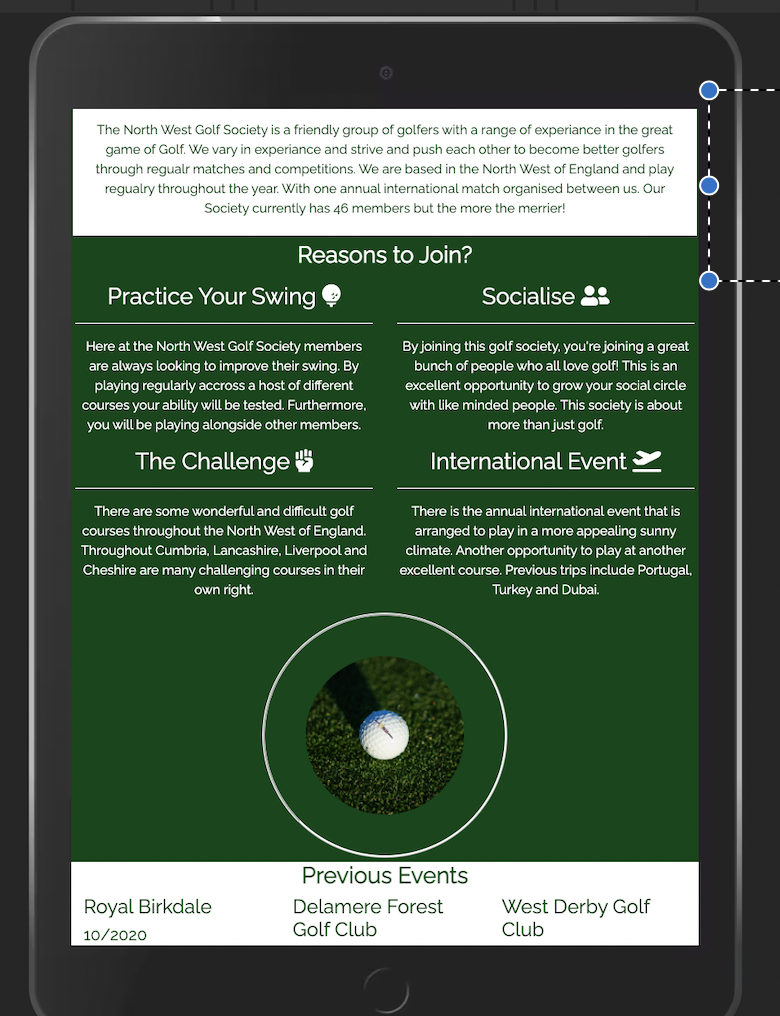 The North West Golf Society is a friendly group of golfers with a range of experiance in the great
game of Golf. We vary in experiance and strive and push each other to become better golfers
through regualr matches and competitions. We are based in the North West of England and play
regualry throughout the year. With one annual international match organised between us. Our
Society currently has 46 members but the more the merrier!
Reasons to Join?
Practice Your Swing
Here at the North West Golf Society members
are always looking to improve their swing. By
playing regularly accross a host of different
courses your ability will be tested. Furthermore,
you will be playing alongside other members.
Socialise
By joining this golf society, you're joining a great
bunch of people who all love golf! This is an
excellent opportunity to grow your social circle
with like minded people. This society is about
more than just golf.
The Challenge
There are some wonderful and difficult golf
courses throughout the North West of England.
Throughout Cumbria, Lancashire, Liverpool and
Cheshire are many challenging courses in their
own right.
International Event
There is the annual international event that is
arranged to play in a more appealing sunny
climate. Another opportunity to play at another
excellent course. Previous trips include Portugal,
Turkey and Dubai.
Previous Events
Royal Birkdale
10/2020
Delamere Forest
Golf Club
West Derby Golf
Club